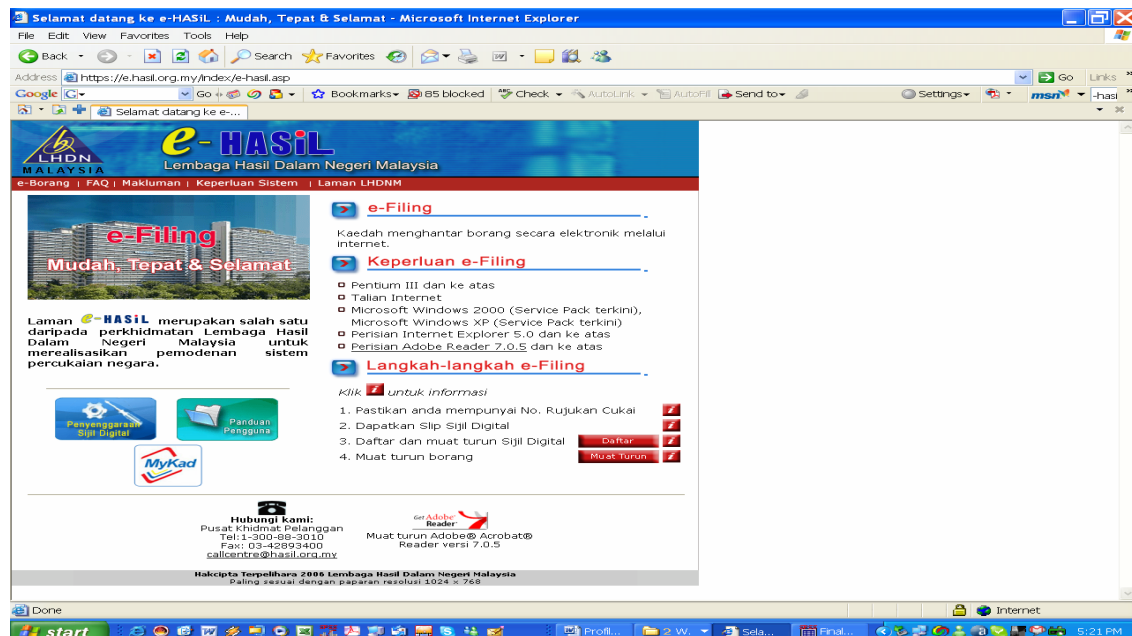 Selamat datang ke e-HASiL : Mudah, Tepat & Selamat - Microsoft Internet Explorer
File Edit View Favorites Tools Help
Back Search Favorites
Address https://e.hasil.org.my/index/e-hasil.asp Go Links
Google Go Bookmarks 85 blocked Check AutoLink AutoFill Send to Settings msn -hasi
Selamat datang ke e-...
LHDN
MALAYSIA
e-HASiL
Lembaga Hasil Dalam Negeri Malaysia
e-Borang | FAQ | Makluman | Keperluan Sistem | Laman LHDNM
e-Filing
Mudah, Tepat & Selamat
Laman e-HASiL merupakan salah satu
daripada perkhidmatan Lembaga Hasil
Dalam Negeri Malaysia untuk
merealisasikan pemodenan sistem
percukaian negara.
Penyenggaraan
Sijil Digital
Panduan
Pengguna
MyKad
e-Filing
Kaedah menghantar borang secara elektronik melalui
internet.
Keperluan e-Filing
Pentium III dan ke atas
Talian Internet
Microsoft Windows 2000 (Service Pack terkini),
Microsoft Windows XP (Service Pack terkini)
Perisian Internet Explorer 5.0 dan ke atas
Perisian Adobe Reader 7.0.5 dan ke atas
Langkah-langkah e-Filing
Klik i untuk informasi
1. Pastikan anda mempunyai No. Rujukan Cukai i
2. Dapatkan Slip Sijil Digital i
3. Daftar dan muat turun Sijil Digital Daftar i
4. Muat turun borang Muat Turun i
Hubungi kami:
Pusat Khidmat Pelanggan
Tel:1-300-88-3010
Fax: 03-42893400
callcentre@hasil.org.my
Get Adobe
Reader
Muat turun Adobe® Acrobat®
Reader versi 7.0.5
Hakcipta Terpelihara 2006 Lembaga Hasil Dalam Negeri Malaysia
Paling sesuai dengan paparan resolusi 1024 x 768
Done Internet
start Profil... 2 W... Sela... Final... 5:21 PM